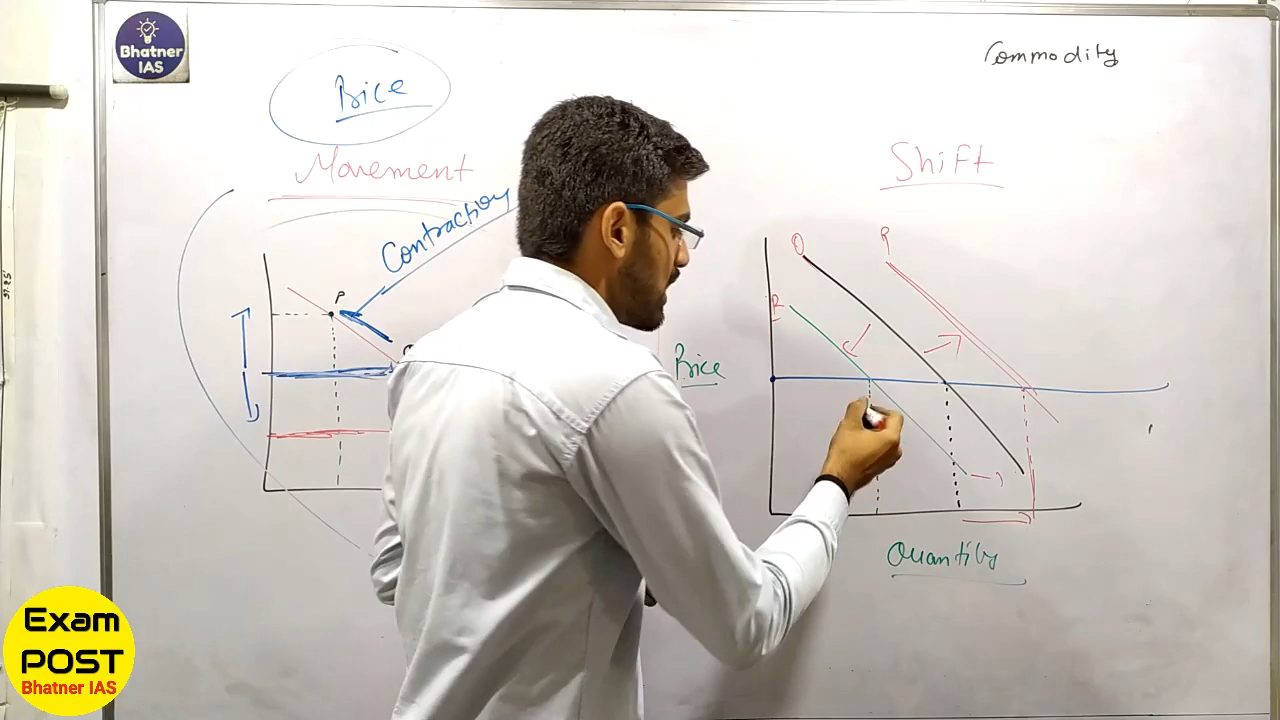 Bhatner
IAS
Price
Commodity
Movement
Shift
Contraction
P
Q
R
R
Price
Quantity
Exam
POST
Bhatner IAS